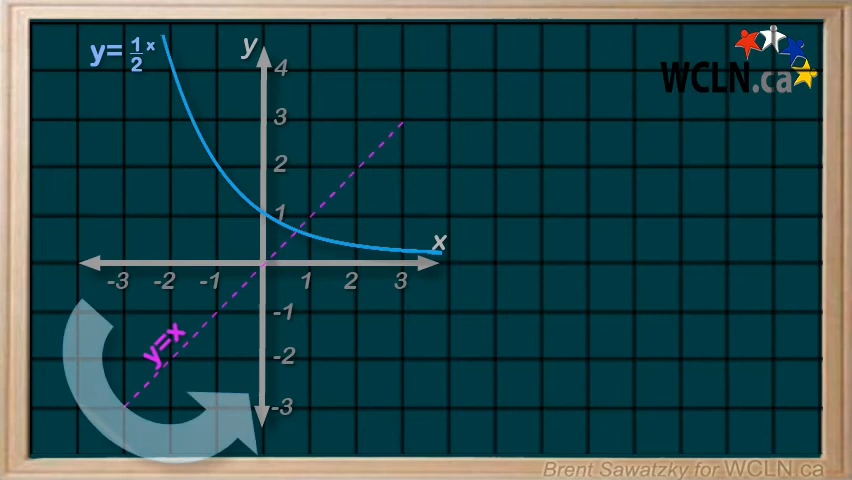 y= 1/2 ˣ
y
WCLN.ca
4
3
2
1
x
-3 -2 -1 1 2 3
-1
y=x
-2
-3
Brent Sawatzky for WCLN.ca